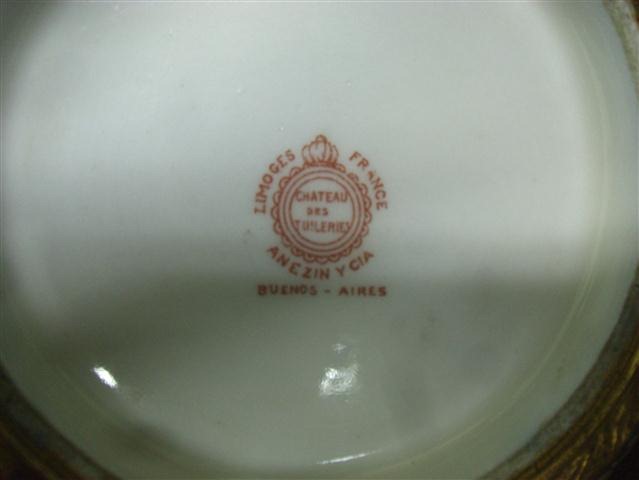 LIMOGES FRANCE
CHATEAU
DES
TUILERIES
ANEZIN Y CIA
BUENOS - AIRES